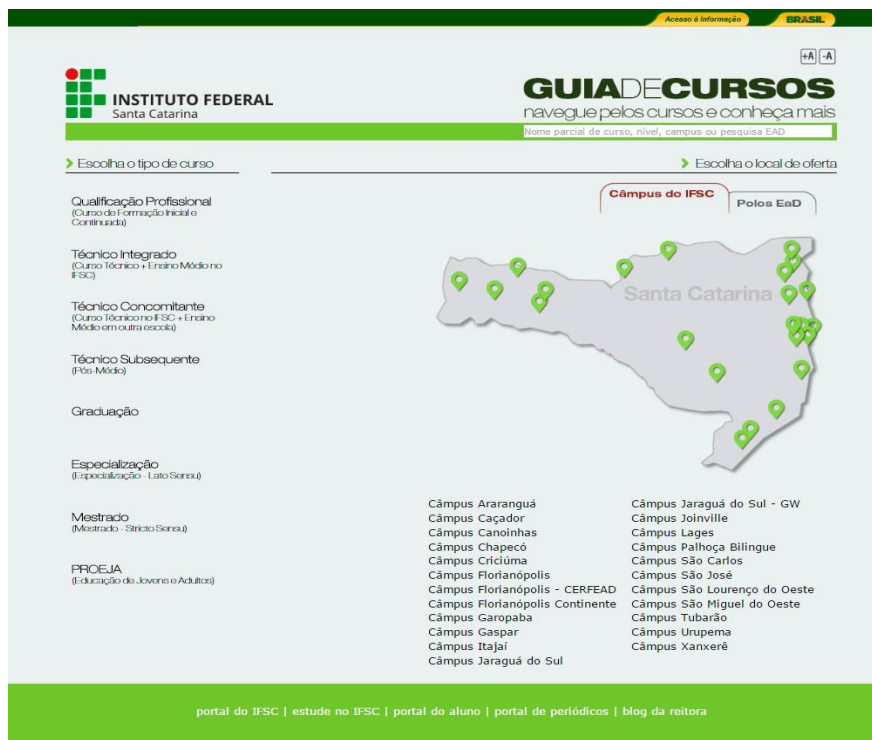 Acesso à Informação
BRASIL
+A -A
INSTITUTO FEDERAL
Santa Catarina
GUIADECURSOS
navegue pelos cursos e conheça mais
Nome parcial de curso, nível, campus ou pesquisa EAD
Escolha o tipo de curso
Escolha o local de oferta
Qualificação Profissional
(Curso de Formação Inicial e
Continuada)
Técnico Integrado
(Curso Técnico + Ensino Médio no
IFSC)
Técnico Concomitante
(Curso Técnico no IFSC + Ensino
Médio em outra escola)
Técnico Subsequente
(Pós-Médio)
Graduação
Especialização
(Especialização - Lato Sensu)
Mestrado
(Mestrado - Stricto Sensu)
PROEJA
(Educação de Jovens e Adultos)
Câmpus do IFSC
Polos EaD
Santa Catarina
Câmpus Araranguá
Câmpus Caçador
Câmpus Canoinhas
Câmpus Chapecó
Câmpus Criciúma
Câmpus Florianópolis
Câmpus Florianópolis - CERFEAD
Câmpus Florianópolis Continente
Câmpus Garopaba
Câmpus Gaspar
Câmpus Itajaí
Câmpus Jaraguá do Sul
Câmpus Jaraguá do Sul - GW
Câmpus Joinville
Câmpus Lages
Câmpus Palhoça Bilingue
Câmpus São Carlos
Câmpus São José
Câmpus São Lourenço do Oeste
Câmpus São Miguel do Oeste
Câmpus Tubarão
Câmpus Urupema
Câmpus Xanxerê
portal do IFSC | estude no IFSC | portal do aluno | portal de periódicos | blog da reitora